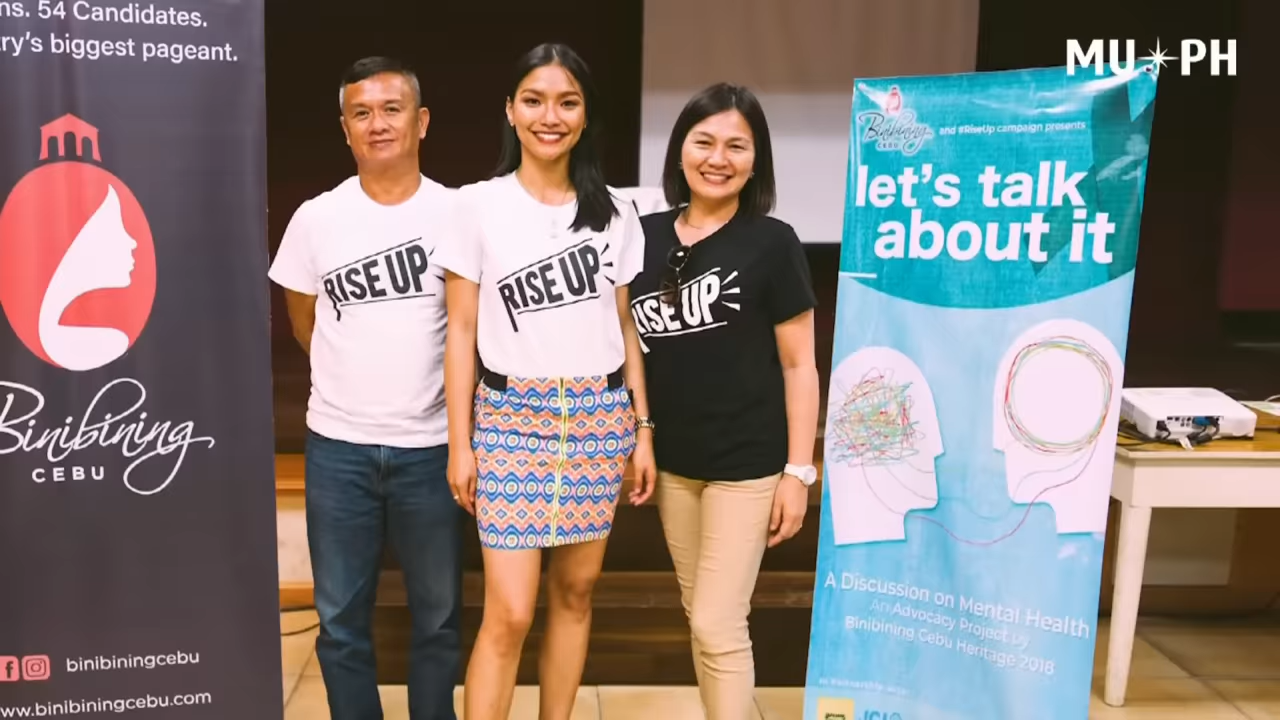 ns. 54 Candidates.
try's biggest pageant.
Binibining
CEBU
binibiningcebu
www.binibiningcebu.com
RISE UP
RISE UP
RISE UP
MU PH
Binibining
CEBU
and #RiseUp campaign presents
let's talk
about it
A Discussion on Mental Health
An Advocacy Project by
Binibining Cebu Heritage 2018